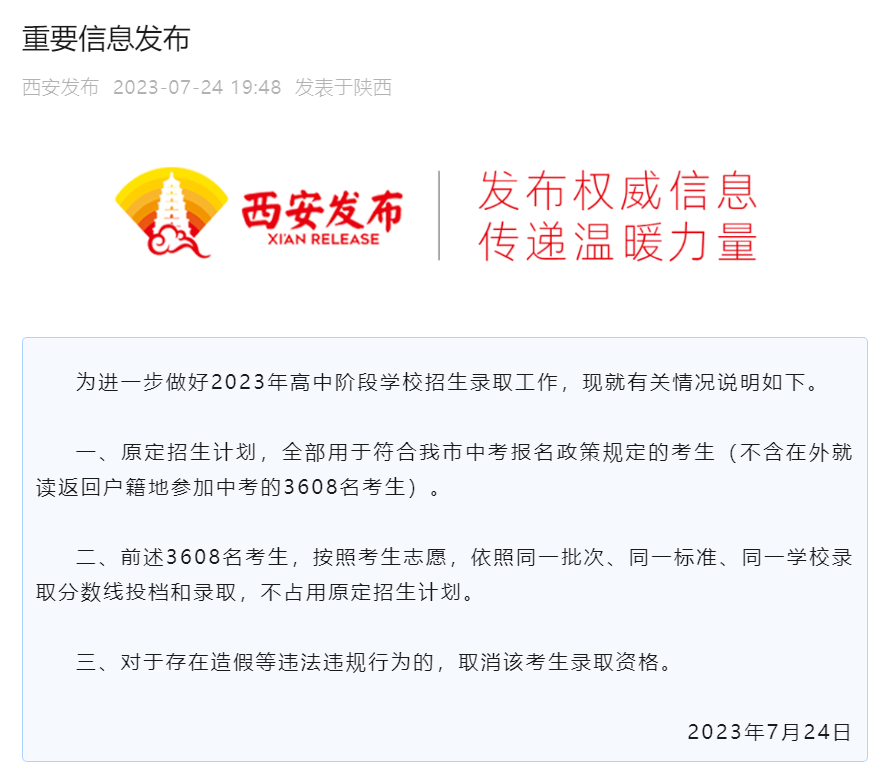 重要信息发布
西安发布 2023-07-24 19:48 发表于陕西
西安发布
XI'AN RELEASE
发布权威信息
传递温暖力量
为进一步做好2023年高中阶段学校招生录取工作，现就有关情况说明如下。
一、原定招生计划，全部用于符合我市中考报名政策规定的考生（不含在外就
读返回户籍地参加中考的3608名考生）。
二、前述3608名考生，按照考生志愿，依照同一批次、同一标准、同一学校录
取分数线投档和录取，不占用原定招生计划。
三、对于存在造假等违法违规行为的，取消该考生录取资格。
2023年7月24日